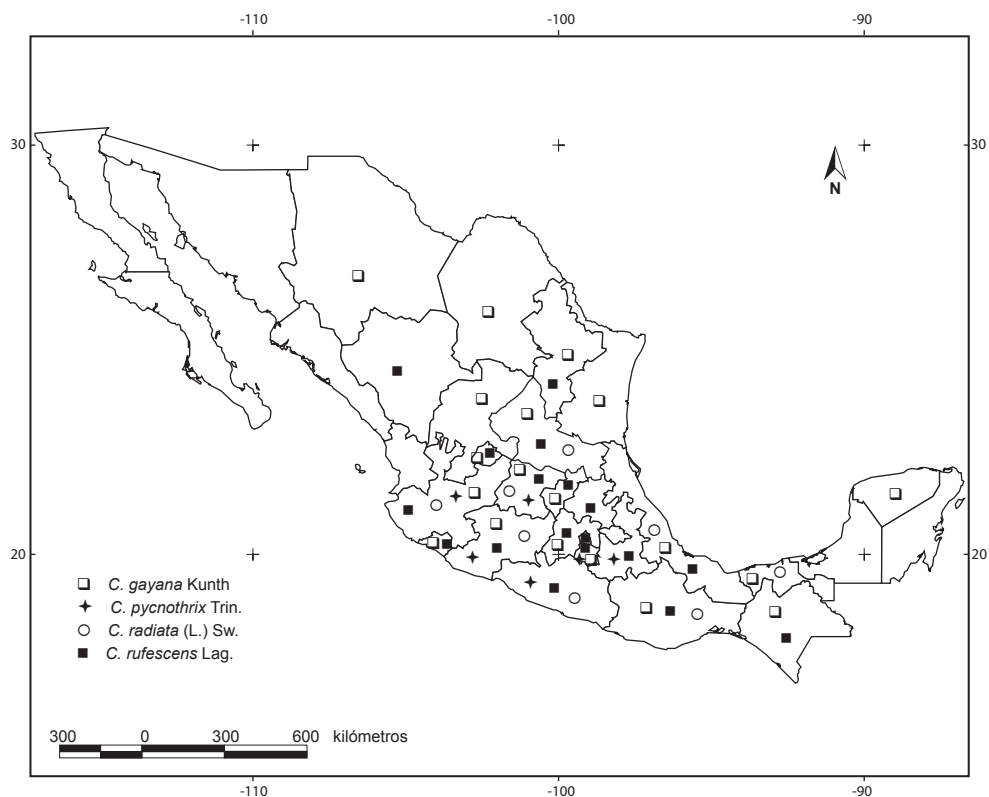 -110 -100 -90
30 30
N
20 20
C. gayana Kunth
C. pycnothrix Trin.
C. radiata (L.) Sw.
C. rufescens Lag.
300 0 300 600 kilómetros
-110 -100 -90